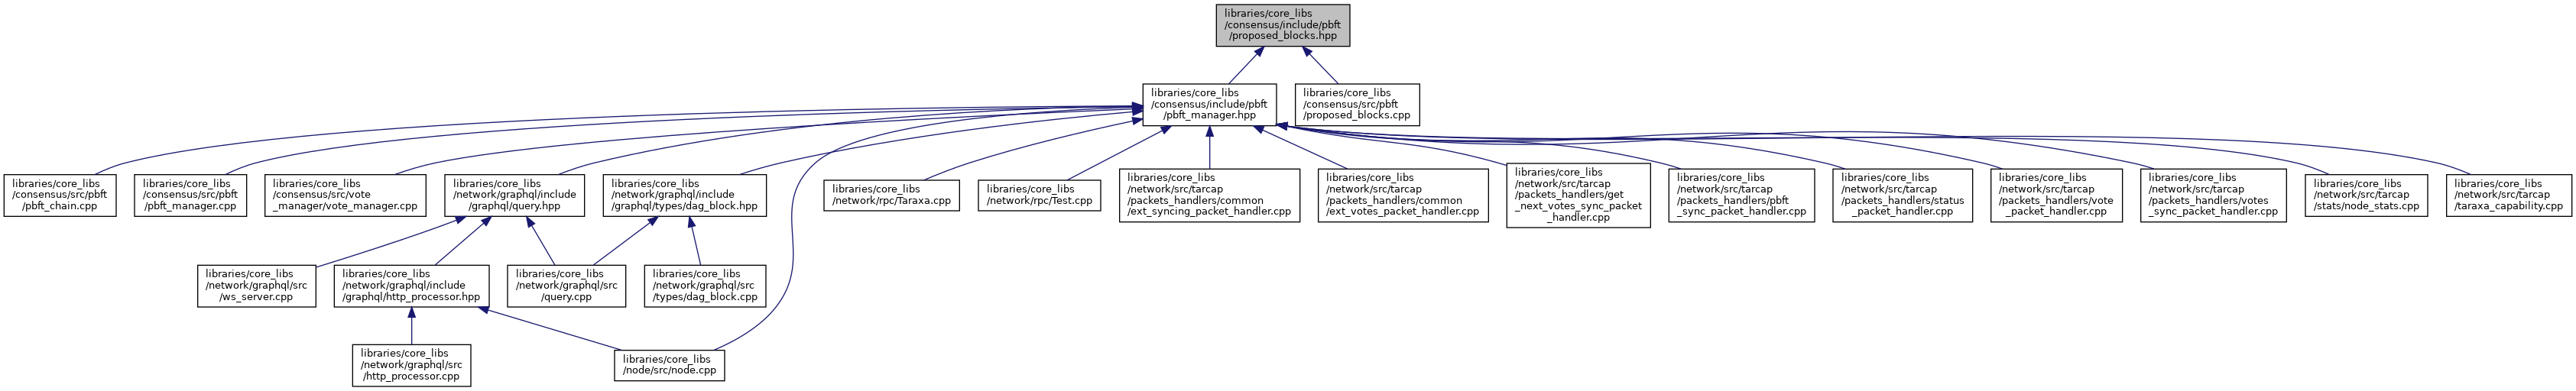 libraries/core_libs
/consensus/include/pbft
/proposed_blocks.hpp
libraries/core_libs
/consensus/include/pbft
/pbft_manager.hpp
libraries/core_libs
/consensus/src/pbft
/proposed_blocks.cpp
libraries/core_libs
/consensus/src/pbft
/pbft_chain.cpp
libraries/core_libs
/consensus/src/pbft
/pbft_manager.cpp
libraries/core_libs
/consensus/src/vote
_manager/vote_manager.cpp
libraries/core_libs
/network/graphql/include
/graphql/query.hpp
libraries/core_libs
/network/graphql/include
/graphql/types/dag_block.hpp
libraries/core_libs
/network/rpc/Taraxa.cpp
libraries/core_libs
/network/rpc/Test.cpp
libraries/core_libs
/network/src/tarcap
/packets_handlers/common
/ext_syncing_packet_handler.cpp
libraries/core_libs
/network/src/tarcap
/packets_handlers/common
/ext_votes_packet_handler.cpp
libraries/core_libs
/network/src/tarcap
/packets_handlers/get
_next_votes_sync_packet
_handler.cpp
libraries/core_libs
/network/src/tarcap
/packets_handlers/pbft
_sync_packet_handler.cpp
libraries/core_libs
/network/src/tarcap
/packets_handlers/status
_packet_handler.cpp
libraries/core_libs
/network/src/tarcap
/packets_handlers/vote
_packet_handler.cpp
libraries/core_libs
/network/src/tarcap
/packets_handlers/votes
_sync_packet_handler.cpp
libraries/core_libs
/network/src/tarcap
/stats/node_stats.cpp
libraries/core_libs
/network/src/tarcap
/taraxa_capability.cpp
libraries/core_libs
/network/graphql/src
/ws_server.cpp
libraries/core_libs
/network/graphql/include
/graphql/http_processor.hpp
libraries/core_libs
/network/graphql/src
/query.cpp
libraries/core_libs
/network/graphql/src
/types/dag_block.cpp
libraries/core_libs
/network/graphql/src
/http_processor.cpp
libraries/core_libs
/node/src/node.cpp